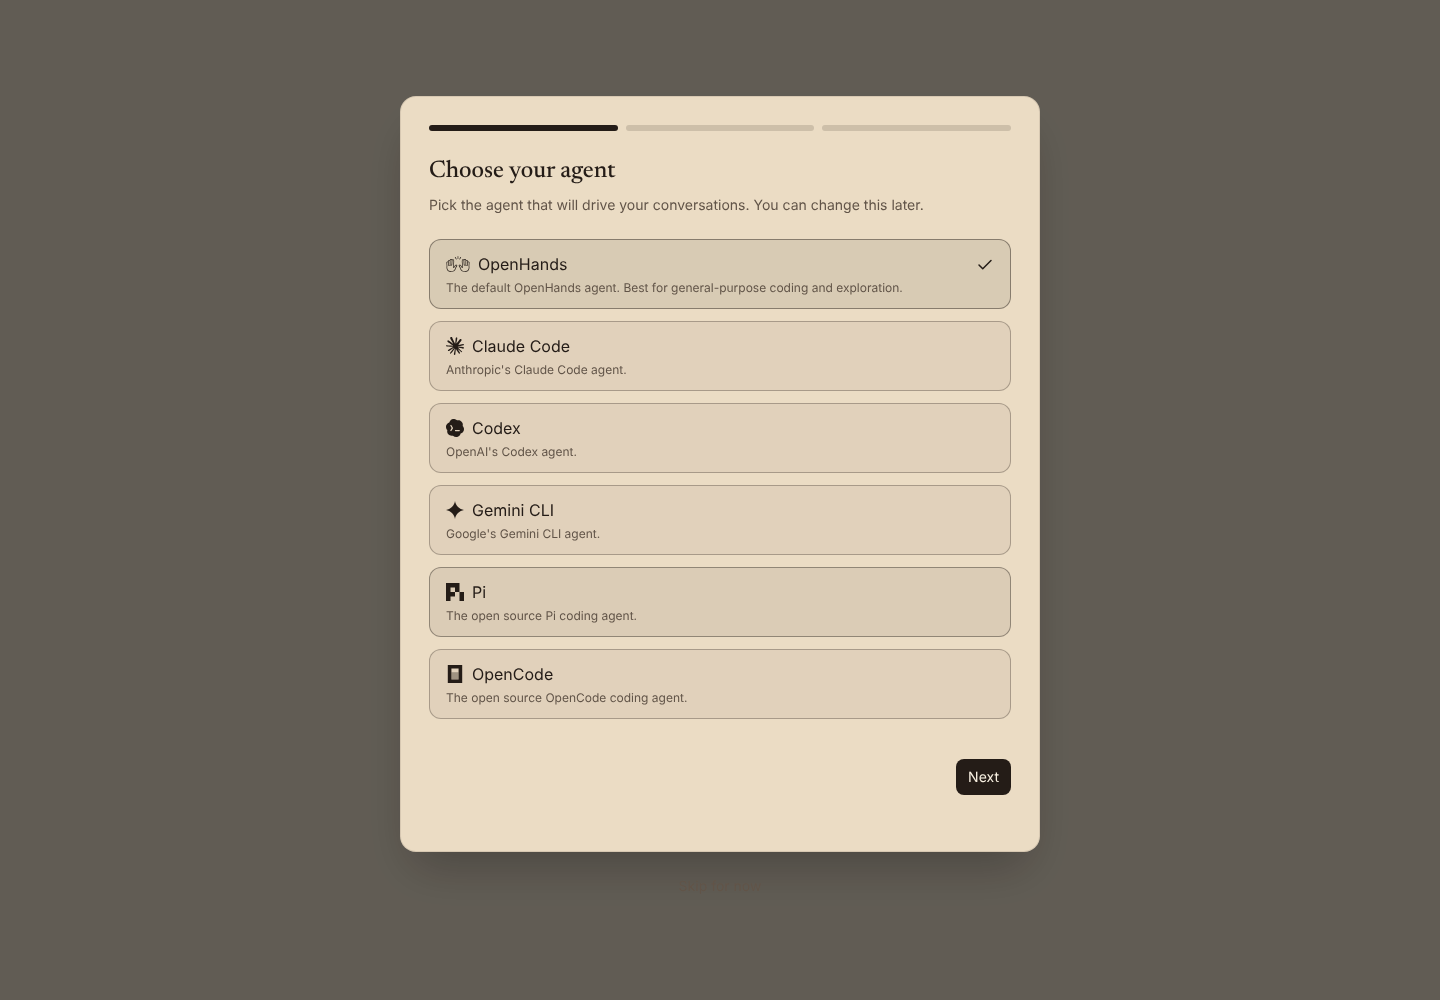 Choose your agent
Pick the agent that will drive your conversations. You can change this later.
OpenHands
The default OpenHands agent. Best for general-purpose coding and exploration.
Claude Code
Anthropic's Claude Code agent.
Codex
OpenAI's Codex agent.
Gemini CLI
Google's Gemini CLI agent.
Pi
The open source Pi coding agent.
OpenCode
The open source OpenCode coding agent.
Next